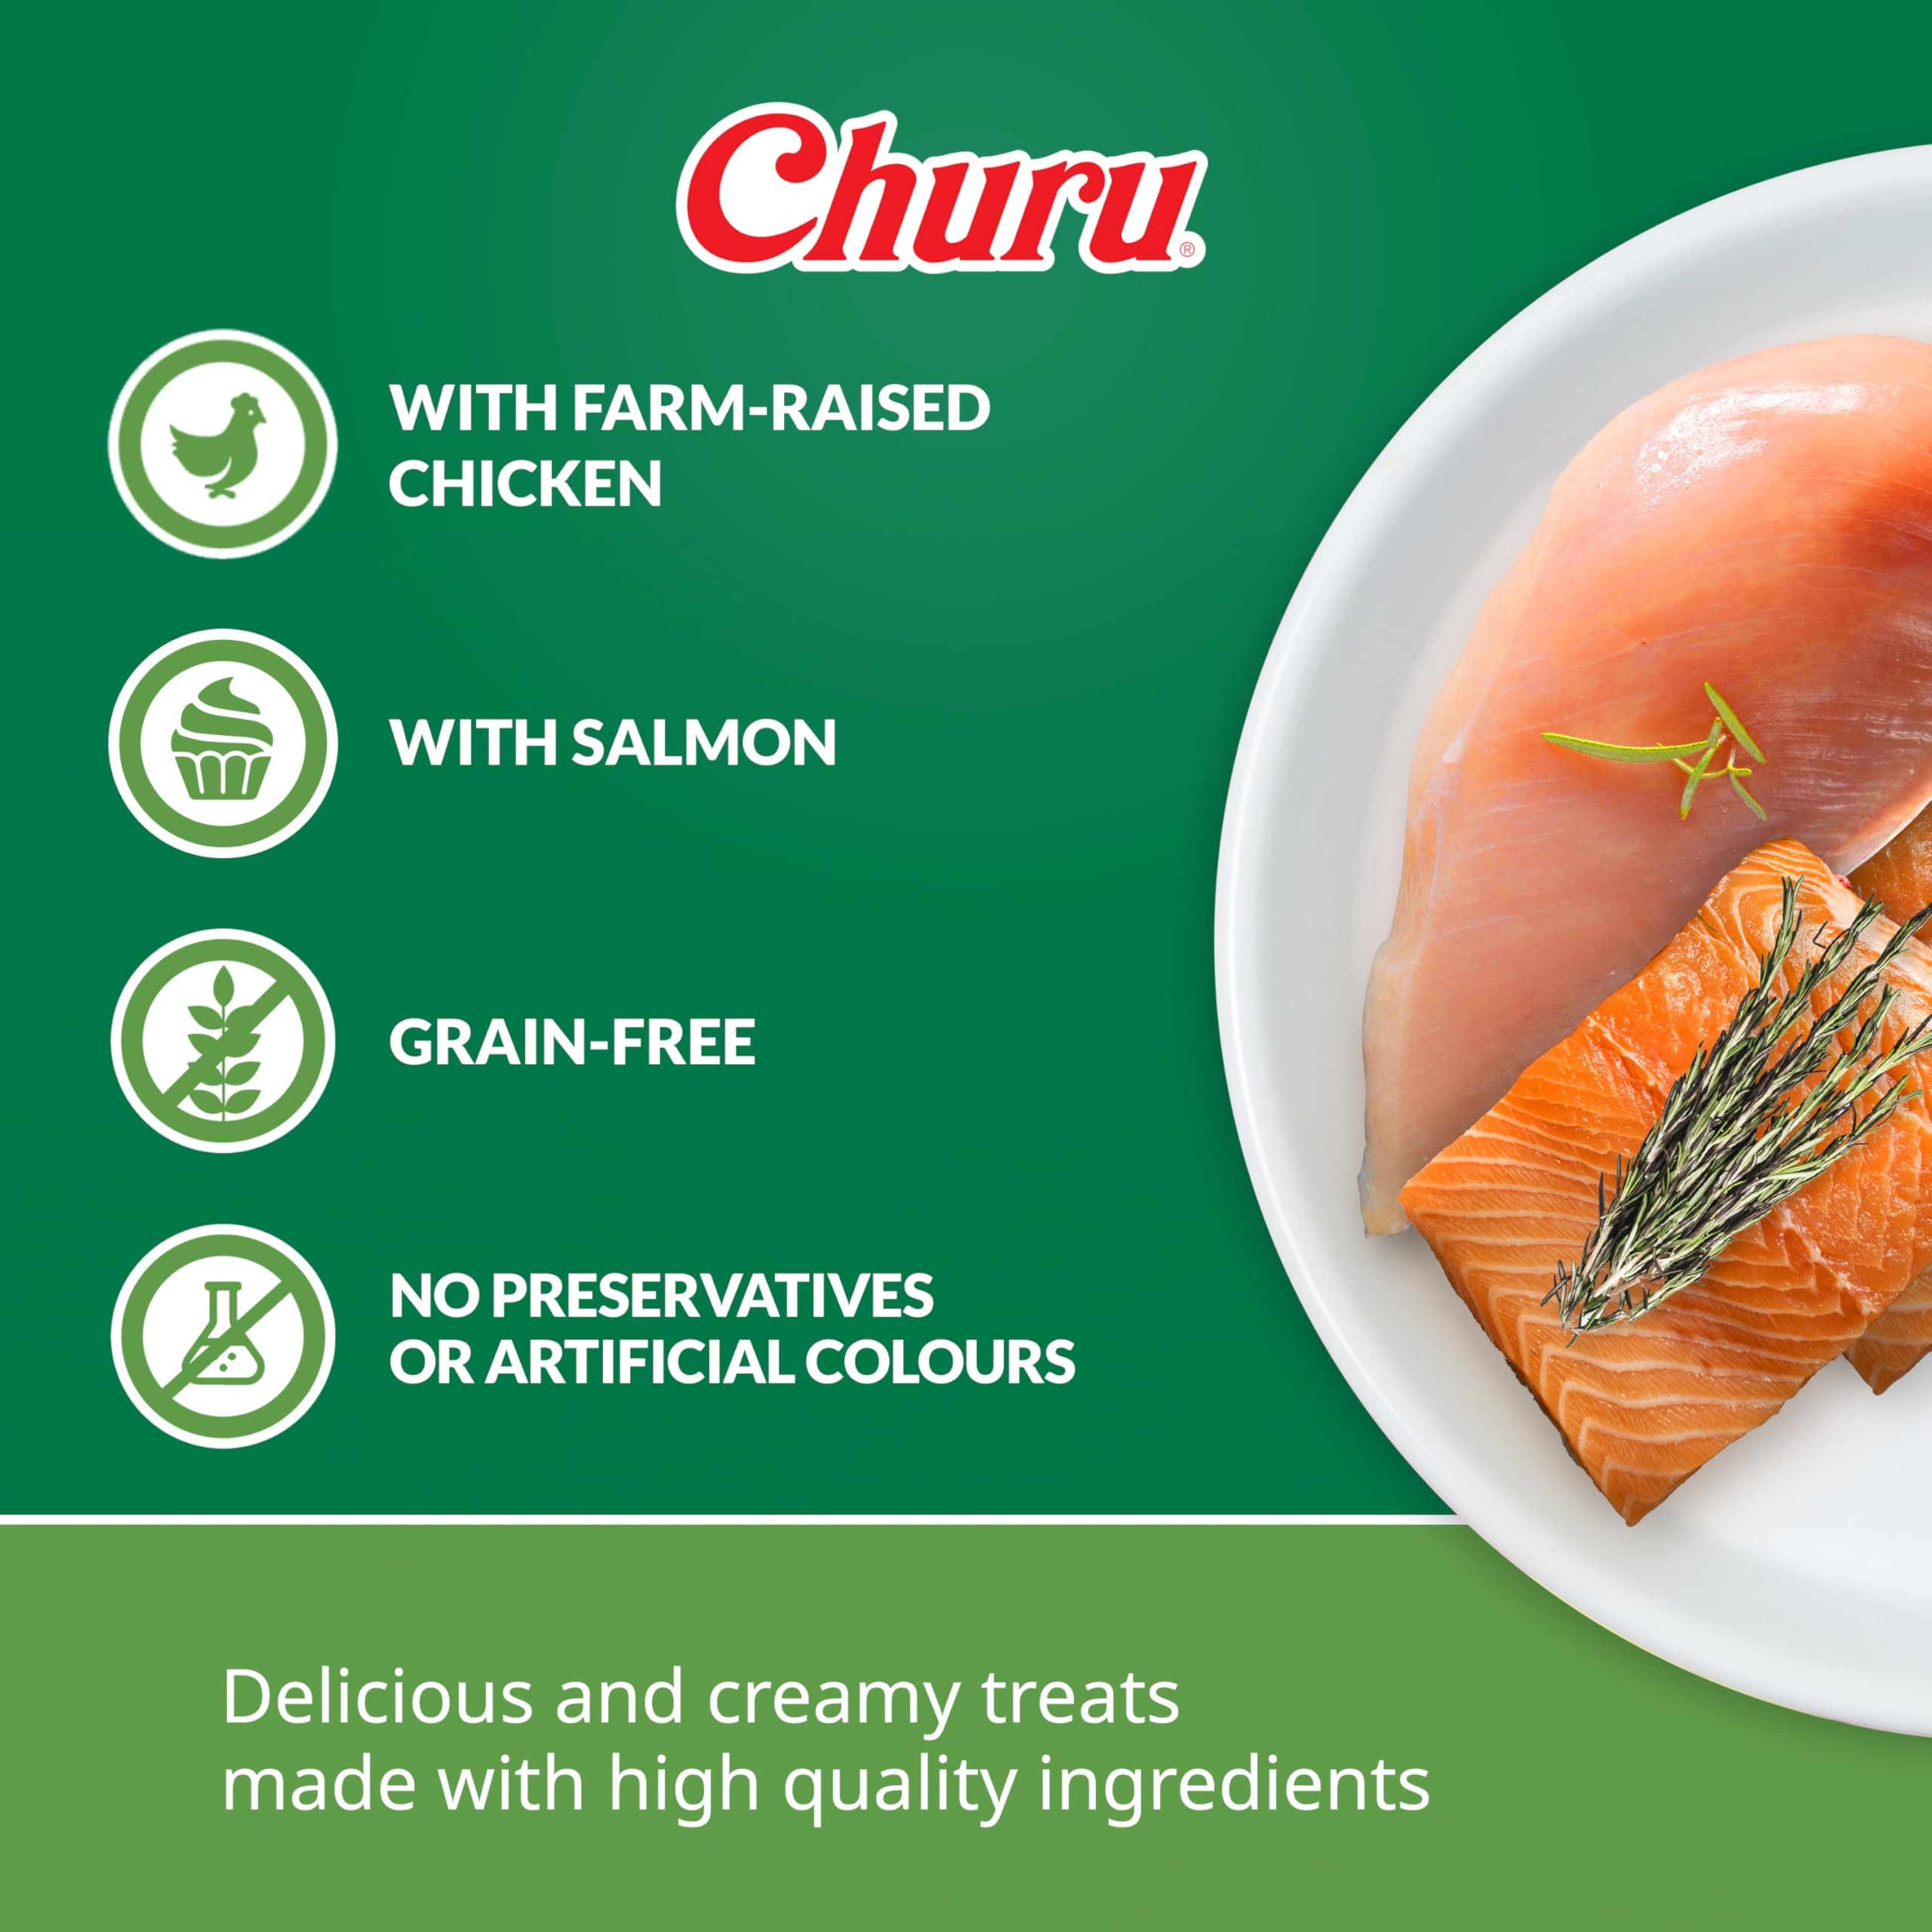 Churu®
WITH FARM-RAISED
CHICKEN
WITH SALMON
GRAIN-FREE
NO PRESERVATIVES
OR ARTIFICIAL COLOURS
Delicious and creamy treats
made with high quality ingredients